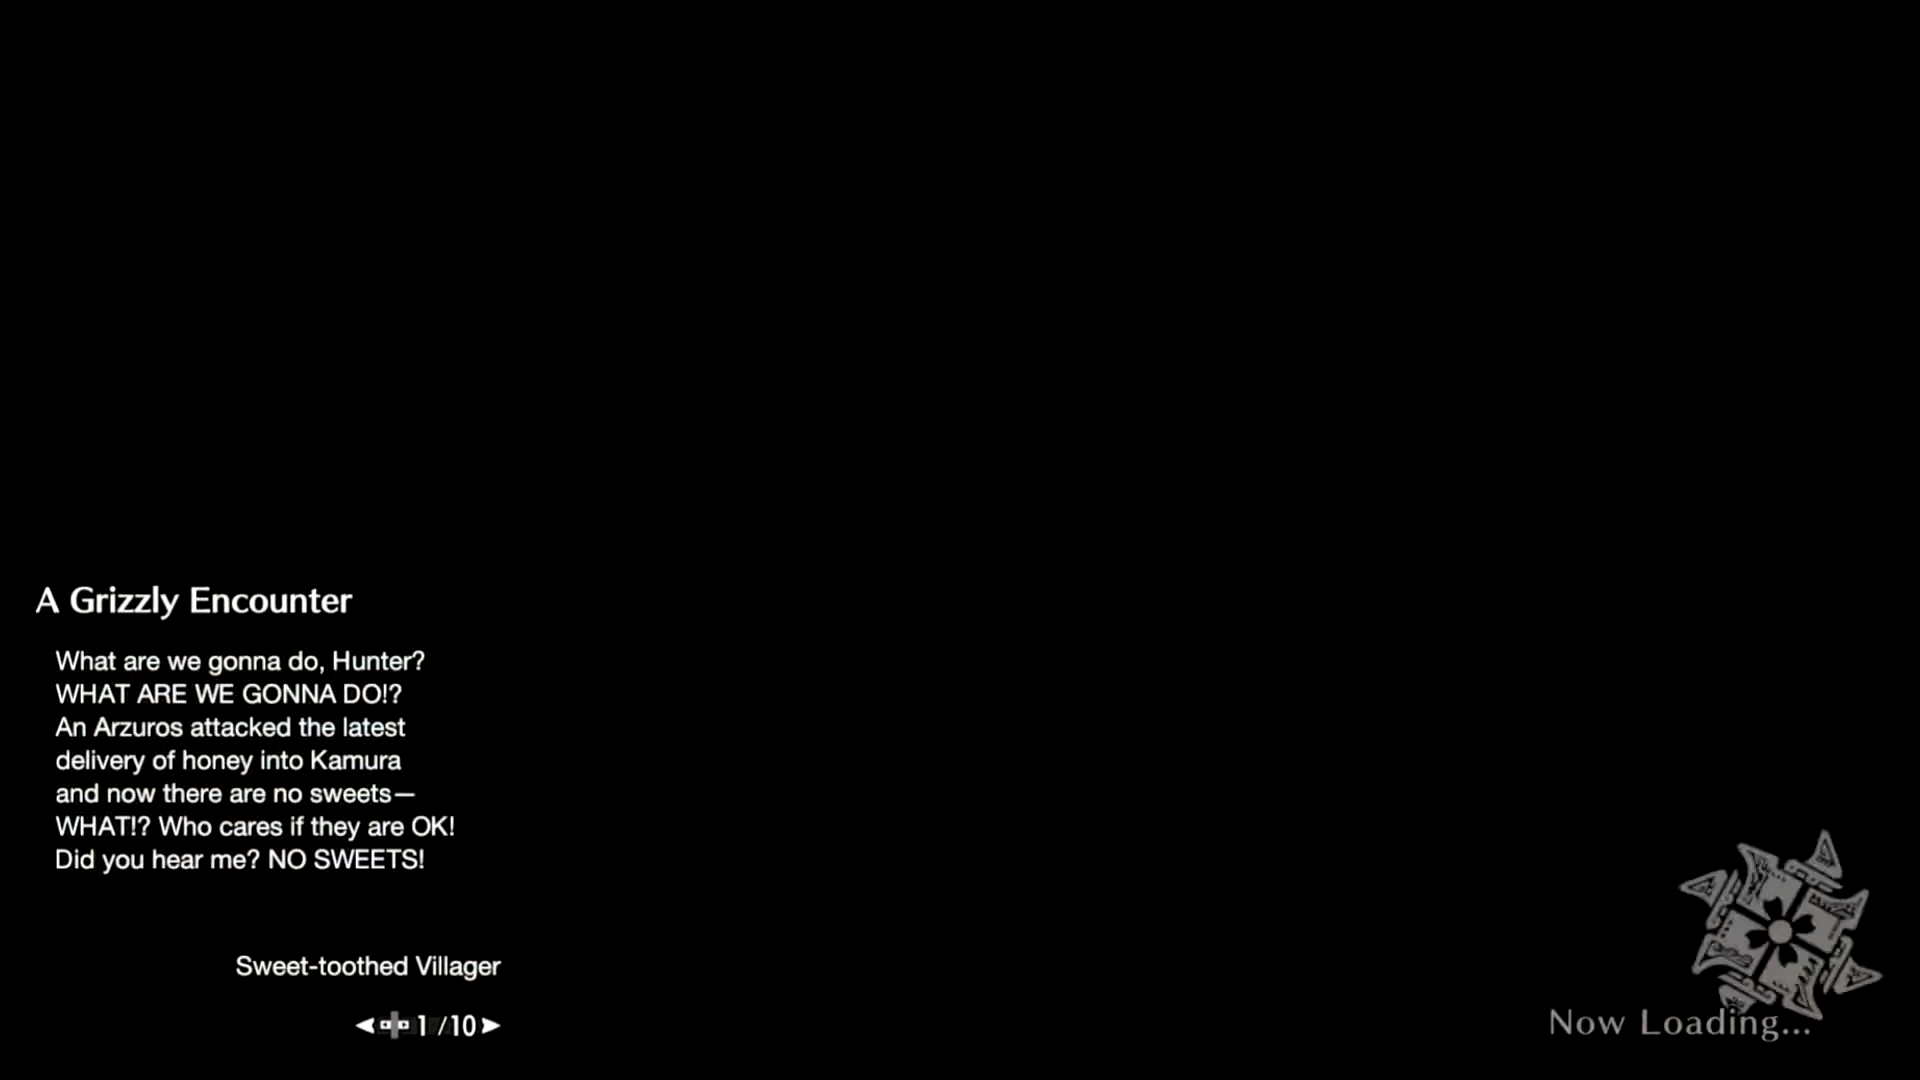 A Grizzly Encounter
What are we gonna do, Hunter?
WHAT ARE WE GONNA DO!?
An Arzuros attacked the latest
delivery of honey into Kamura
and now there are no sweets—
WHAT!? Who cares if they are OK!
Did you hear me? NO SWEETS!
Sweet-toothed Villager
1/10
Now Loading...